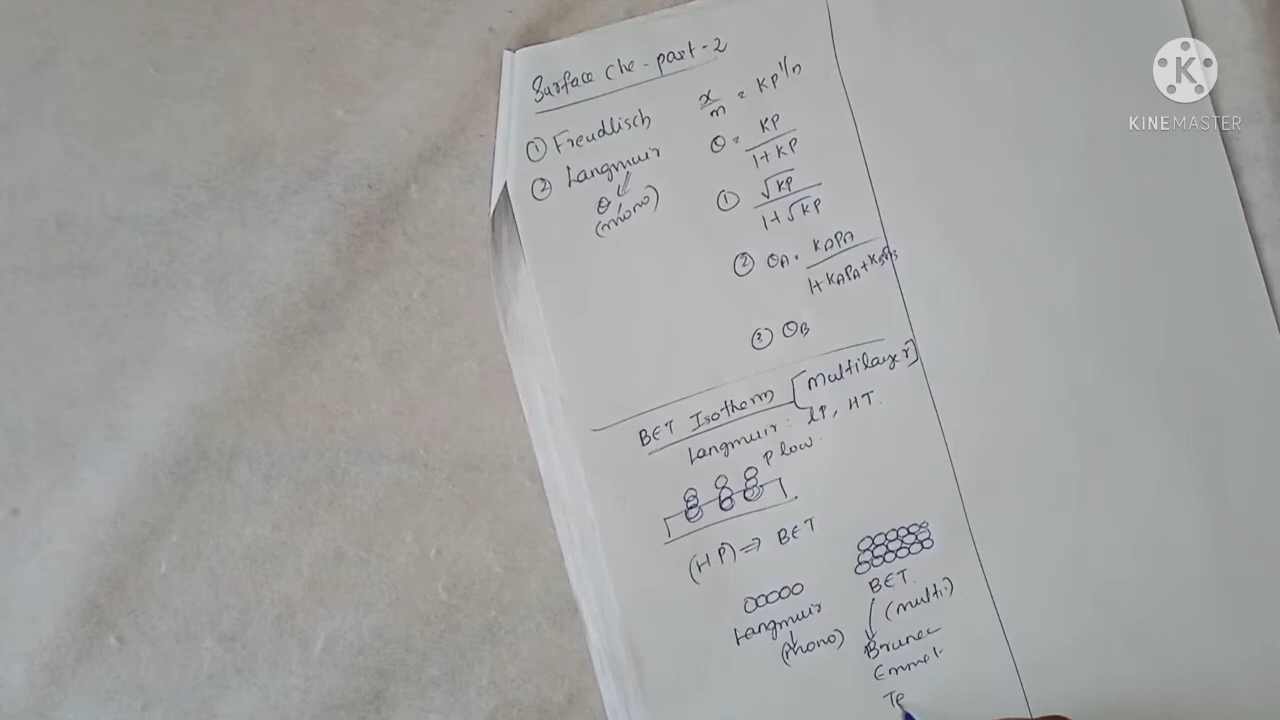 Surface Che - part - 2
① Freudlisch
x/m = KP^1/n
② Langmuir
θ = KP / 1 + KP
θ
(mono)
① √KP / 1 + √KP
② θA = KAPA / 1 + KAPA + KBPB
③ θB
BET Isotherm [Multilayer]
Langmuir : LP, HT.
P low.
(HP) ⇒ BET
Langmuir
(mono)
BET.
(multi)
Brunee
Emmet
Te
KINEMASTER